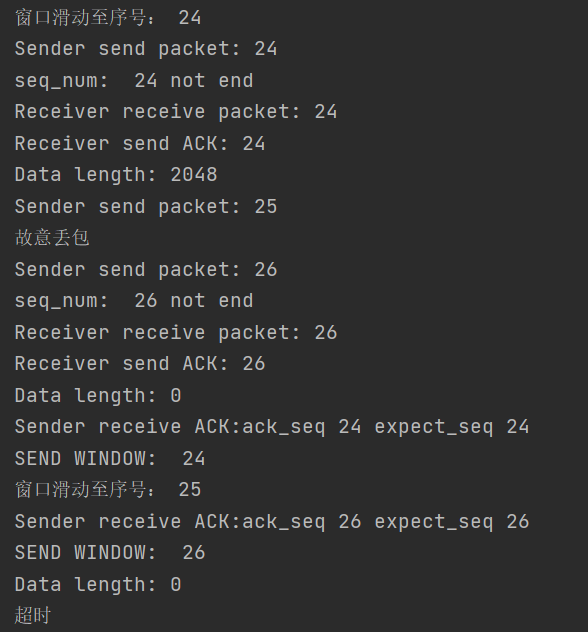 窗口滑动至序号： 24
Sender send packet: 24
seq_num:  24 not end
Receiver receive packet: 24
Receiver send ACK: 24
Data length: 2048
Sender send packet: 25
故意丢包
Sender send packet: 26
seq_num:  26 not end
Receiver receive packet: 26
Receiver send ACK: 26
Data length: 0
Sender receive ACK:ack_seq 24 expect_seq 24
SEND WINDOW:  24
窗口滑动至序号： 25
Sender receive ACK:ack_seq 26 expect_seq 26
SEND WINDOW:  26
Data length: 0
超时